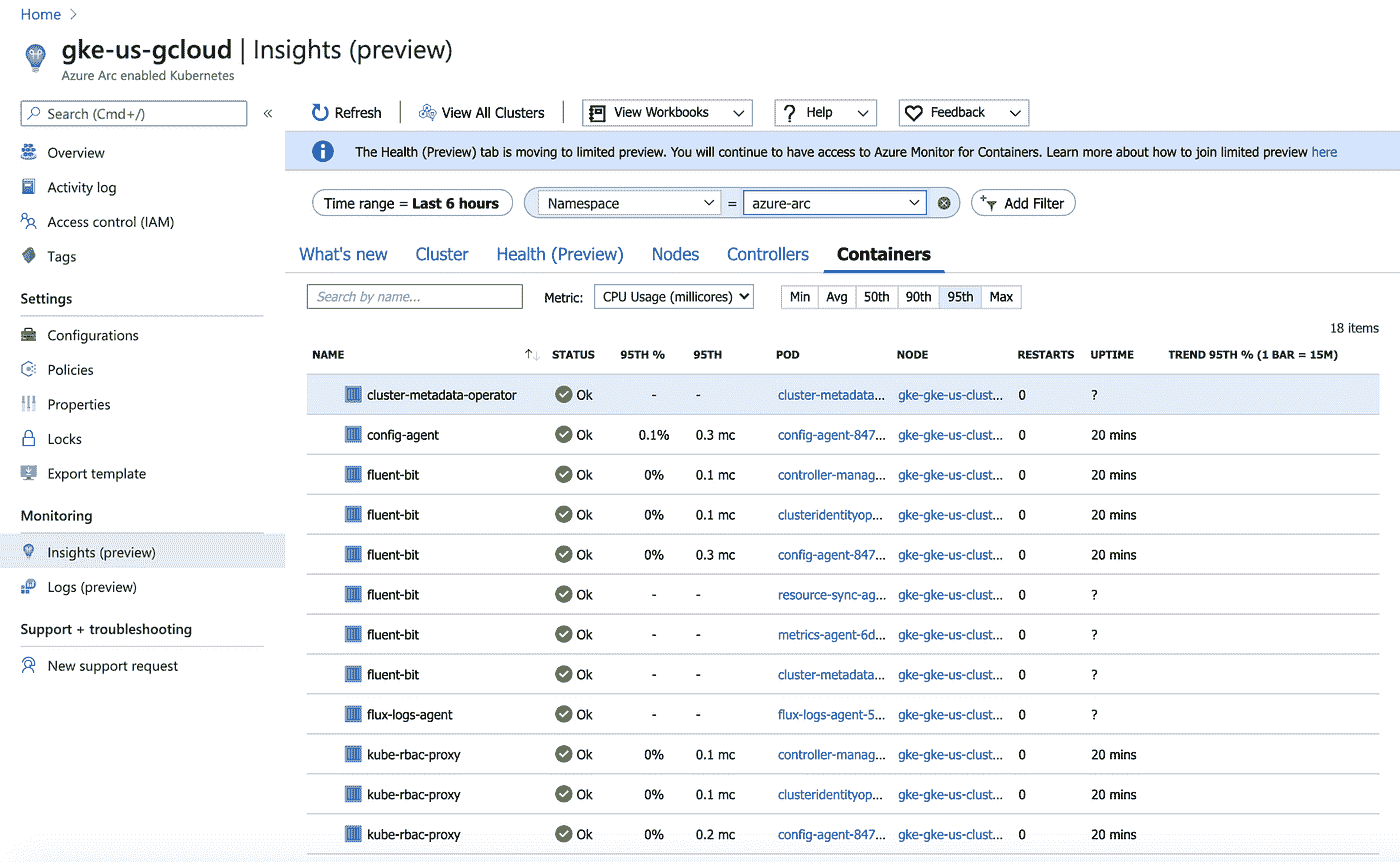 Home >
gke-us-gcloud | Insights (preview)
Azure Arc enabled Kubernetes
Search (Cmd+/)
«
Overview
Activity log
Access control (IAM)
Tags
Settings
Configurations
Policies
Properties
Locks
Export template
Monitoring
Insights (preview)
Logs (preview)
Support + troubleshooting
New support request
Refresh View All Clusters View Workbooks Help Feedback
The Health (Preview) tab is moving to limited preview. You will continue to have access to Azure Monitor for Containers. Learn more about how to join limited preview here
Time range = Last 6 hours Namespace = azure-arc Add Filter
What's new Cluster Health (Preview) Nodes Controllers Containers
Search by name... Metric: CPU Usage (millicores) Min Avg 50th 90th 95th Max
18 items
NAME STATUS 95TH % 95TH POD NODE RESTARTS UPTIME TREND 95TH % (1 BAR = 15M)
cluster-metadata-operator Ok - - cluster-metadata... gke-gke-us-clust... 0 ?
config-agent Ok 0.1% 0.3 mc config-agent-847... gke-gke-us-clust... 0 20 mins
fluent-bit Ok 0% 0.1 mc controller-manag... gke-gke-us-clust... 0 20 mins
fluent-bit Ok 0% 0.1 mc clusteridentityop... gke-gke-us-clust... 0 20 mins
fluent-bit Ok 0% 0.3 mc config-agent-847... gke-gke-us-clust... 0 20 mins
fluent-bit Ok - - resource-sync-ag... gke-gke-us-clust... 0 ?
fluent-bit Ok - - metrics-agent-6d... gke-gke-us-clust... 0 ?
fluent-bit Ok - - cluster-metadata... gke-gke-us-clust... 0 ?
flux-logs-agent Ok - - flux-logs-agent-5... gke-gke-us-clust... 0 ?
kube-rbac-proxy Ok 0% 0.1 mc controller-manag... gke-gke-us-clust... 0 20 mins
kube-rbac-proxy Ok 0% 0.1 mc clusteridentityop... gke-gke-us-clust... 0 20 mins
kube-rbac-proxy Ok 0% 0.2 mc config-agent-847... gke-gke-us-clust... 0 20 mins